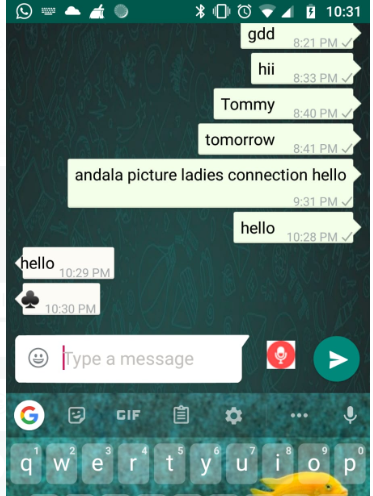 10:31
gdd 8:21 PM
hii 8:33 PM
Tommy 8:40 PM
tomorrow 8:41 PM
andala picture ladies connection hello
9:31 PM
hello 10:28 PM
hello 10:29 PM
♣ 10:30 PM
Type a message
G GIF
q w e r t y u i o p
1 2 3 4 5 6 7 8 9 0